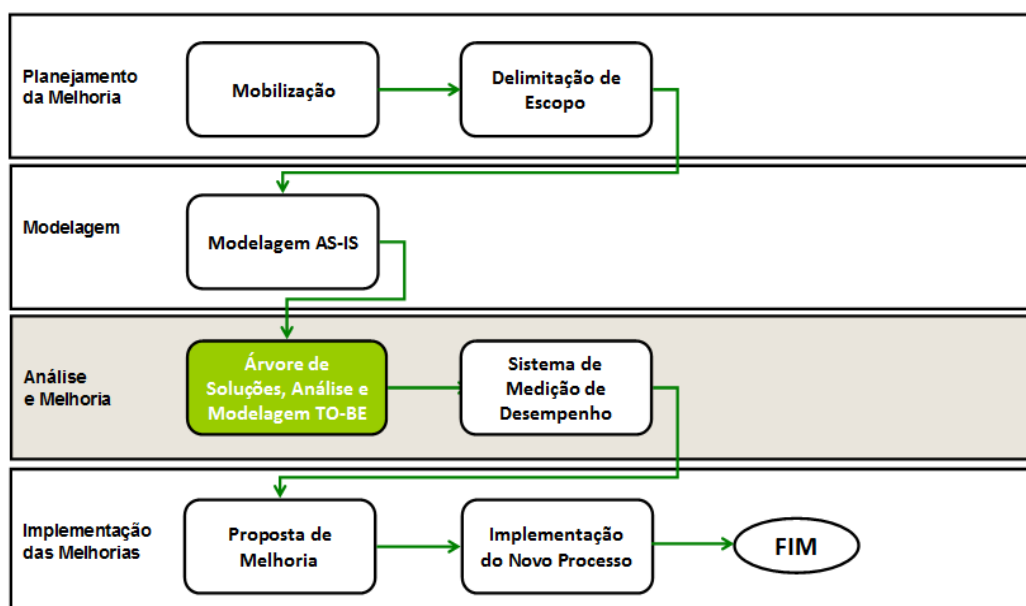 Planejamento
da Melhoria
Mobilização
Delimitação de
Escopo
Modelagem
Modelagem AS-IS
Análise
e Melhoria
Árvore de
Soluções, Análise e
Modelagem TO-BE
Sistema de
Medição de
Desempenho
Implementação
das Melhorias
Proposta de
Melhoria
Implementação
do Novo Processo
FIM